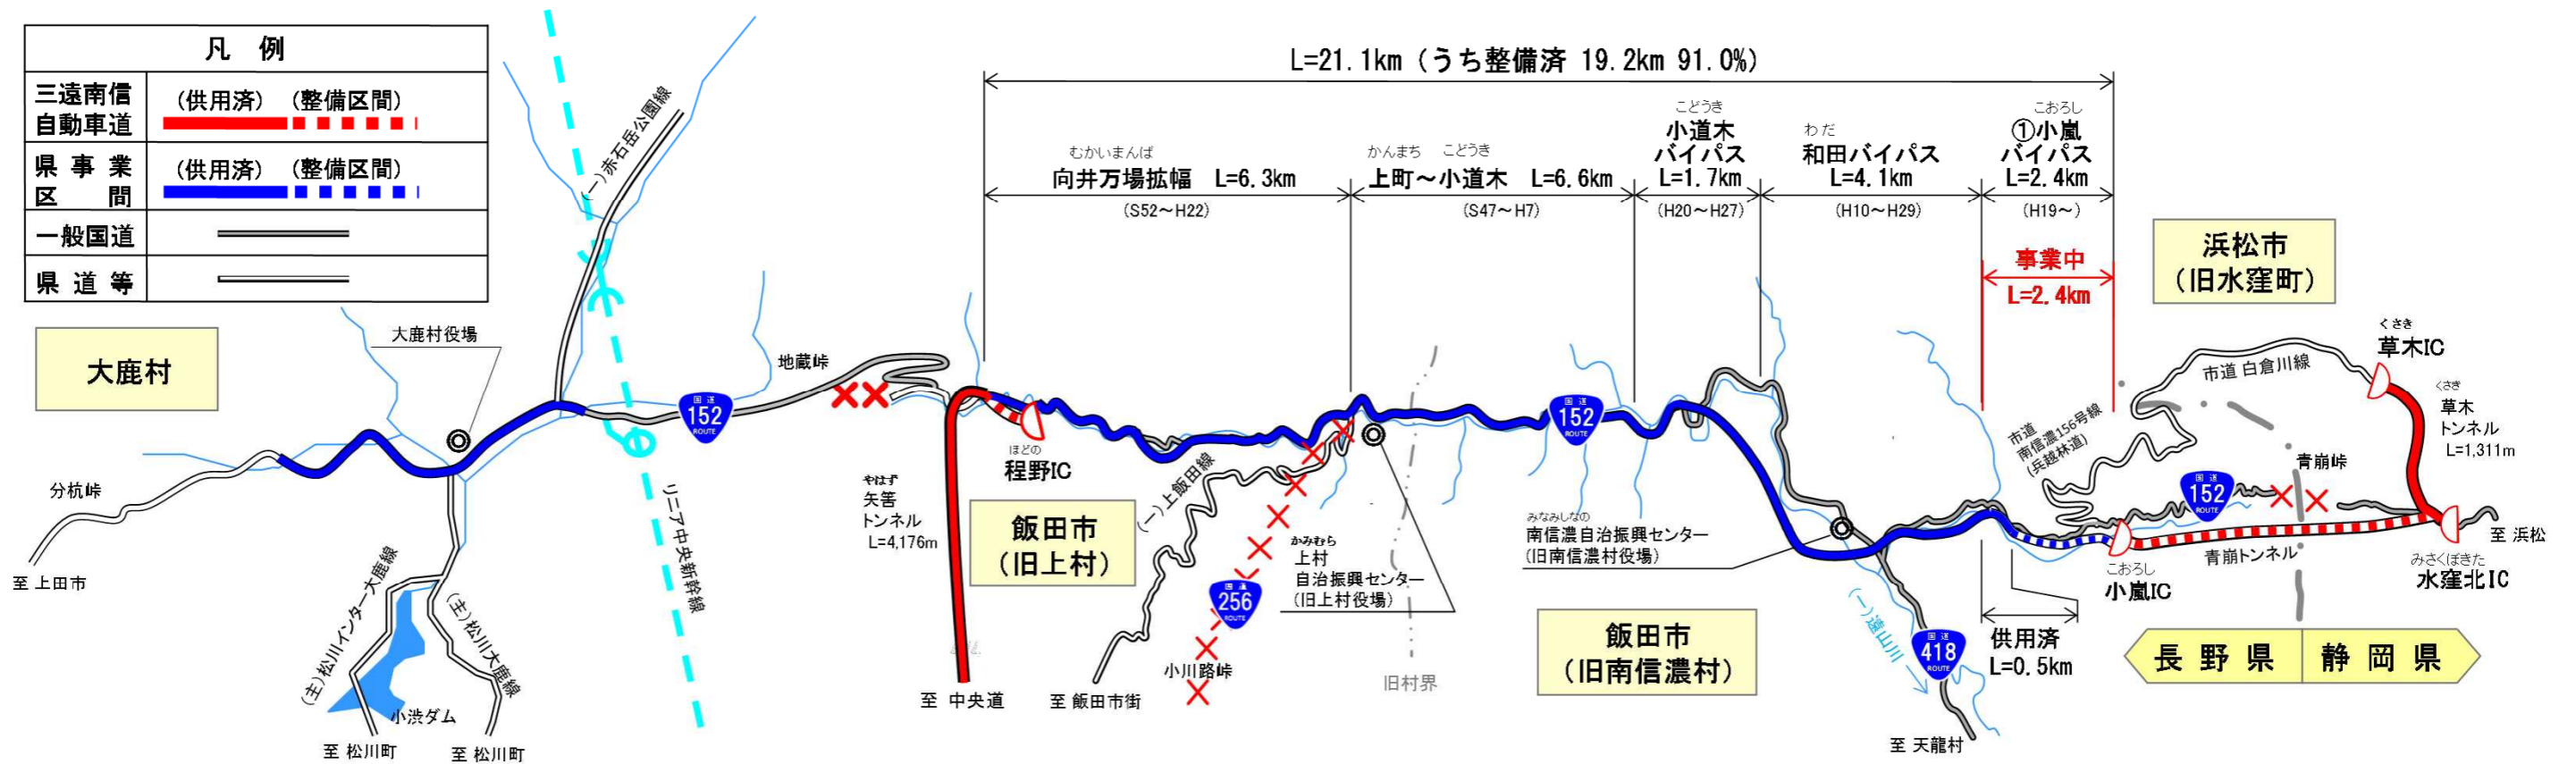 凡 例
三遠南信
自動車道
(供用済) (整備区間)
県事業
区間
(供用済) (整備区間)
一般国道
県道等
L=21.1km (うち整備済 19.2km 91.0%)
むかいまんば
向井万場拡幅 L=6.3km
(S52～H22)
かんまち こどうき
上町～小道木 L=6.6km
(S47～H7)
こどうき
小道木
バイパス
L=1.7km
(H20～H27)
わだ
和田バイパス
L=4.1km
(H10～H29)
こおろし
①小嵐
バイパス
L=2.4km
(H19～)
事業中
L=2.4km
浜松市
(旧水窪町)
大鹿村
大鹿村役場
(一)赤石岳公園線
地蔵峠
国道
152
ROUTE
分杭峠
至 上田市
(主)松川インター大鹿線
(主)松川大鹿線
小渋ダム
至 松川町
至 松川町
リニア中央新幹線
やはず
矢筈
トンネル
L=4,176m
至 中央道
ほどの
程野IC
飯田市
(旧上村)
(一)上飯田線
至 飯田市街
小川路峠
国道
256
ROUTE
かみむら
上村
自治振興センター
(旧上村役場)
旧村界
国道
152
ROUTE
みなみしなの
南信濃自治振興センター
(旧南信濃村役場)
飯田市
(旧南信濃村)
(一)遠山川
国道
418
ROUTE
至 天龍村
供用済
L=0.5km
こおろし
小嵐IC
市道
南信濃156号線
(兵越林道)
市道 白倉川線
国道
152
ROUTE
青崩峠
青崩トンネル
くさき
草木IC
くさき
草木
トンネル
L=1,311m
至 浜松
みさくぼきた
水窪北IC
長野県
静岡県